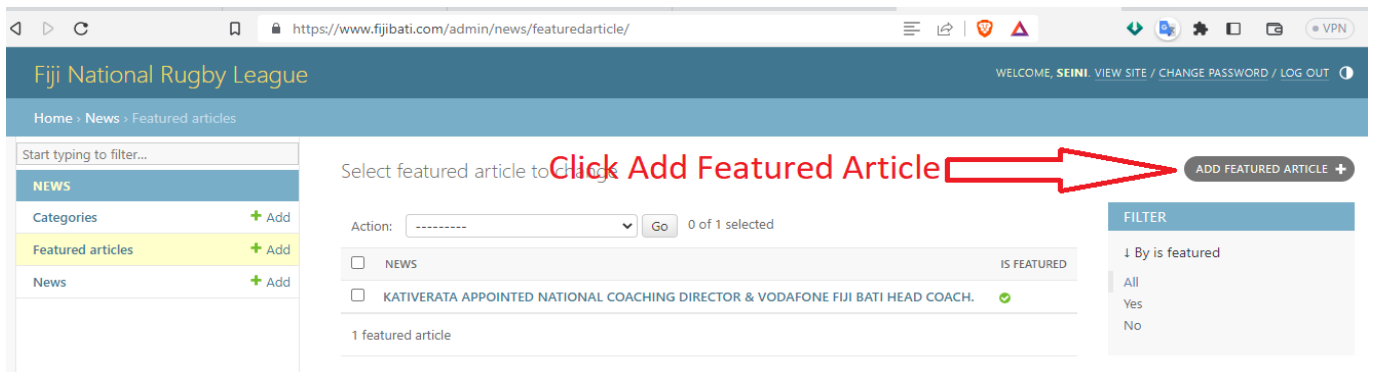 https://www.fijibati.com/admin/news/featuredarticle/
VPN
Fiji National Rugby League
WELCOME, SEINI. VIEW SITE / CHANGE PASSWORD / LOG OUT
Home › News › Featured articles
Start typing to filter...
NEWS
Categories + Add
Featured articles + Add
News + Add
Select featured article to change
Click Add Featured Article
ADD FEATURED ARTICLE +
Action: --------- Go 0 of 1 selected
NEWS IS FEATURED
KATIVERATA APPOINTED NATIONAL COACHING DIRECTOR & VODAFONE FIJI BATI HEAD COACH.
1 featured article
FILTER
↓ By is featured
All
Yes
No